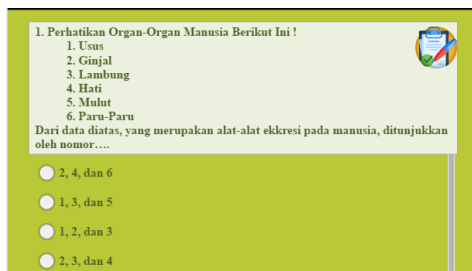 1. Perhatikan Organ-Organ Manusia Berikut Ini !
1. Usus
2. Ginjal
3. Lambung
4. Hati
5. Mulut
6. Paru-Paru
Dari data diatas, yang merupakan alat-alat ekkresi pada manusia, ditunjukkan
oleh nomor….
2, 4, dan 6
1, 3, dan 5
1, 2, dan 3
2, 3, dan 4